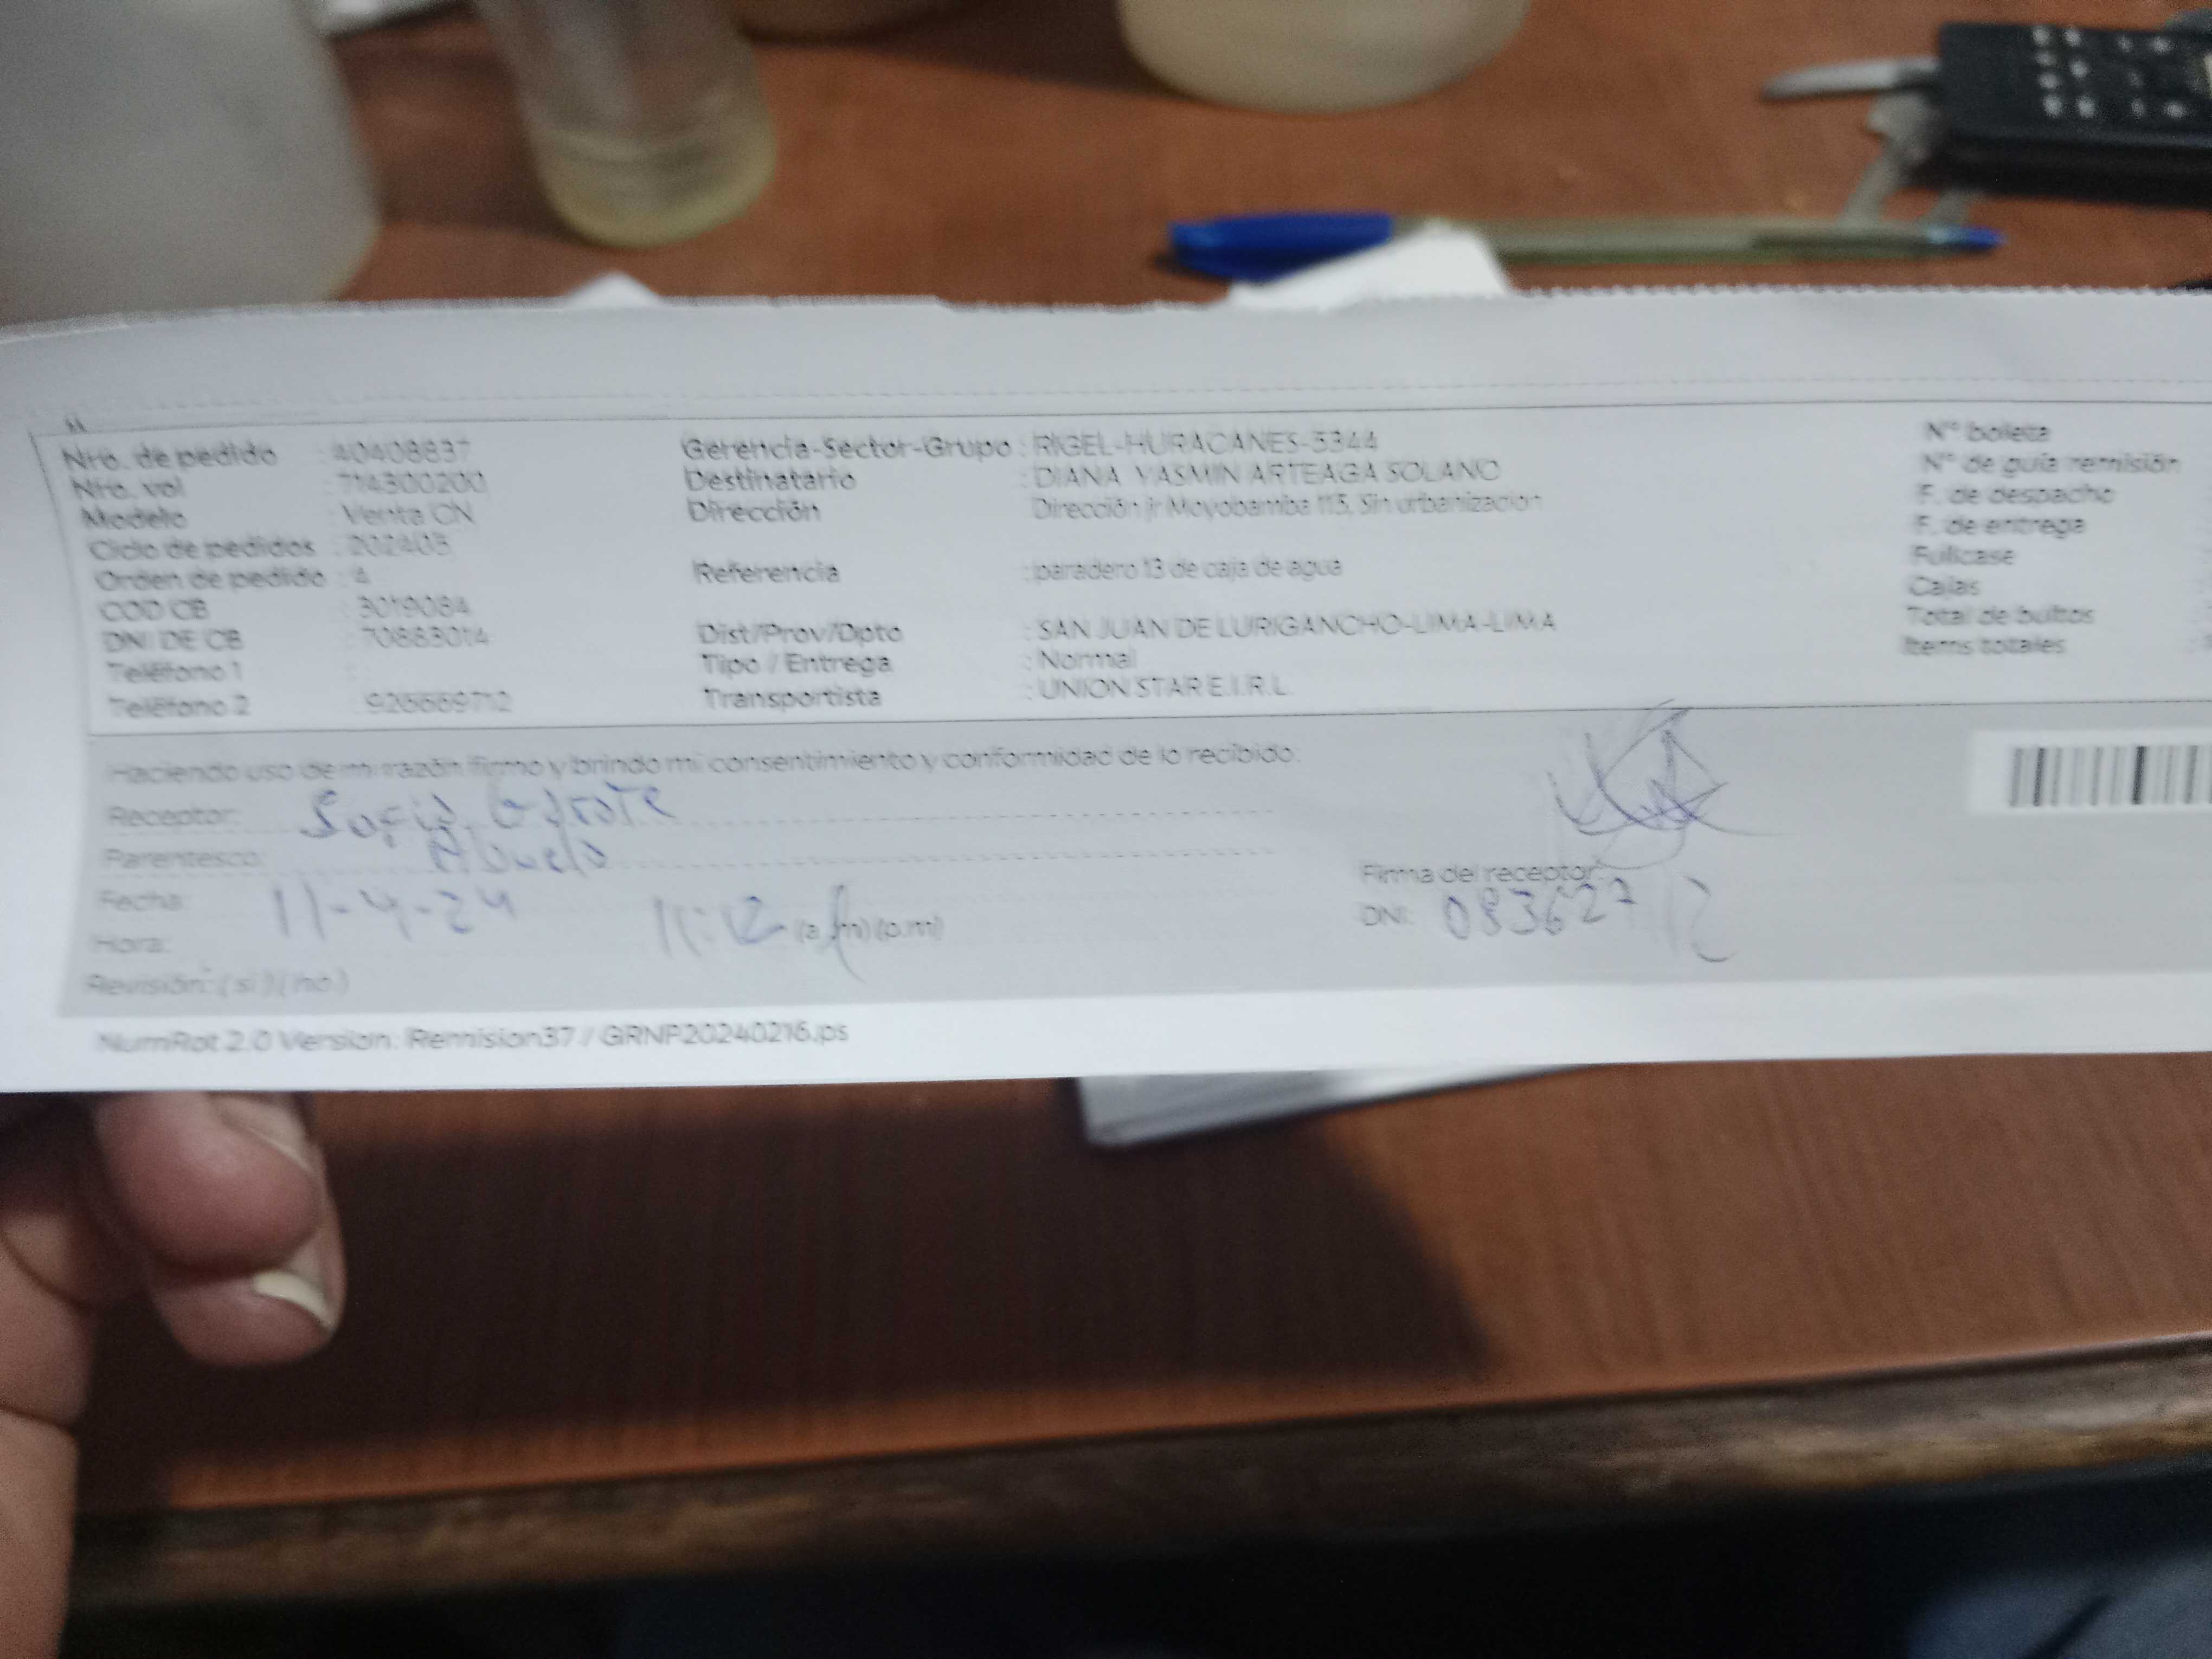 Nro. de pedido : 40408837
Nro. vol : 714300200
Modelo : Venta CN
Ciclo de pedidos : 202405
Orden de pedido : 4
COD CB : 3019084
DNI DE CB : 70883014
Teléfono 1 :
Teléfono 2 : 926669712
Gerencia-Sector-Grupo : RIGEL-HURACANES-5344
Destinatario : DIANA YASMIN ARTEAGA SOLANO
Dirección : Dirección jr Moyobamba 115, Sin urbanizacion
Referencia : paradero 13 de caja de agua
Dist/Prov/Dpto : SAN JUAN DE LURIGANCHO-LIMA-LIMA
Tipo / Entrega : Normal
Transportista : UNION STAR E.I.R.L.
N° boleta
N° de guía remisión
F. de despacho
F. de entrega
Fullcase
Cajas
Total de bultos
Items totales
Haciendo uso de mi razón firmo y brindo mi consentimiento y conformidad de lo recibido:
Receptor:
Parentesco: Abuelo
Fecha: 11-4-24
Hora: 11:12 (a.m) (p.m)
Revisión: ( si ) ( no )
Firma del receptor:
DNI: 08362712
NumRot 2.0 Version: Remision37 / GRNP20240216.ps